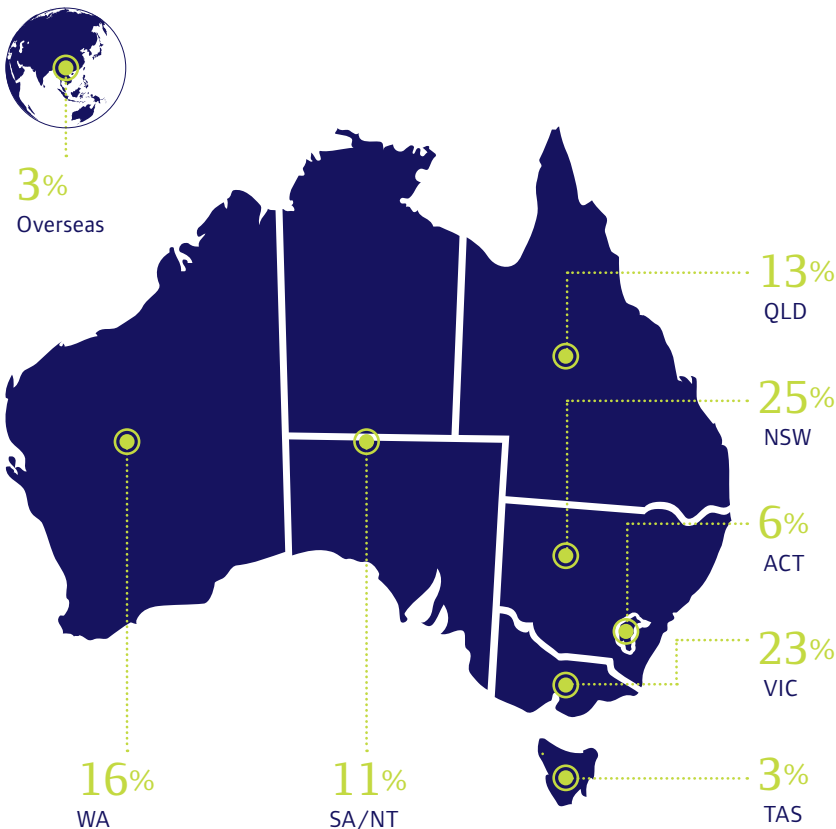 3%
Overseas
13%
QLD
25%
NSW
6%
ACT
23%
VIC
3%
TAS
16%
WA
11%
SA/NT